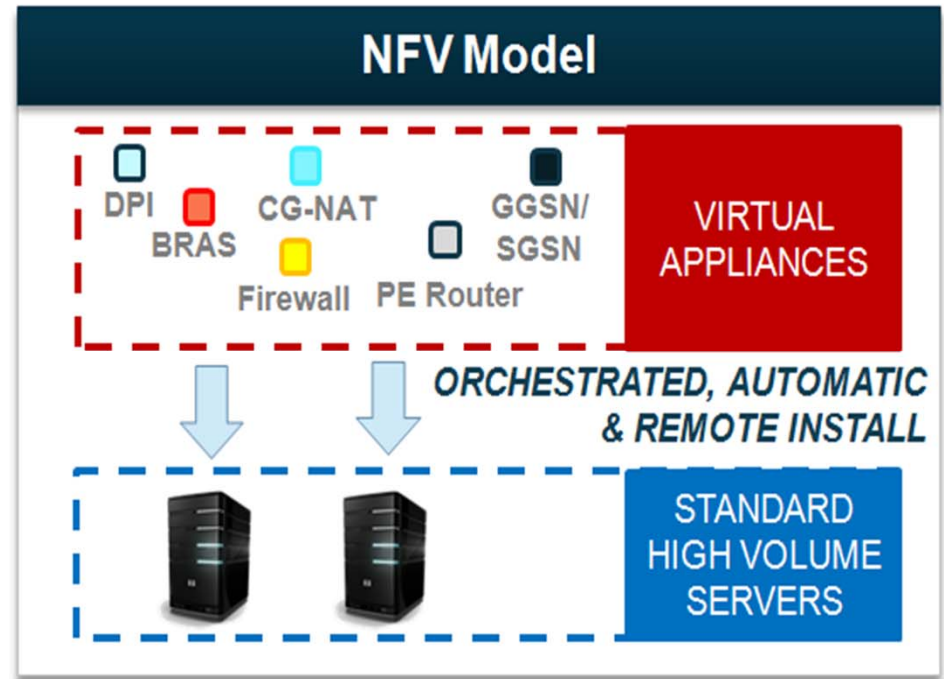 NFV Model
DPI
BRAS
CG-NAT
Firewall
PE Router
GGSN/
SGSN
VIRTUAL
APPLIANCES
ORCHESTRATED, AUTOMATIC
& REMOTE INSTALL
STANDARD
HIGH VOLUME
SERVERS